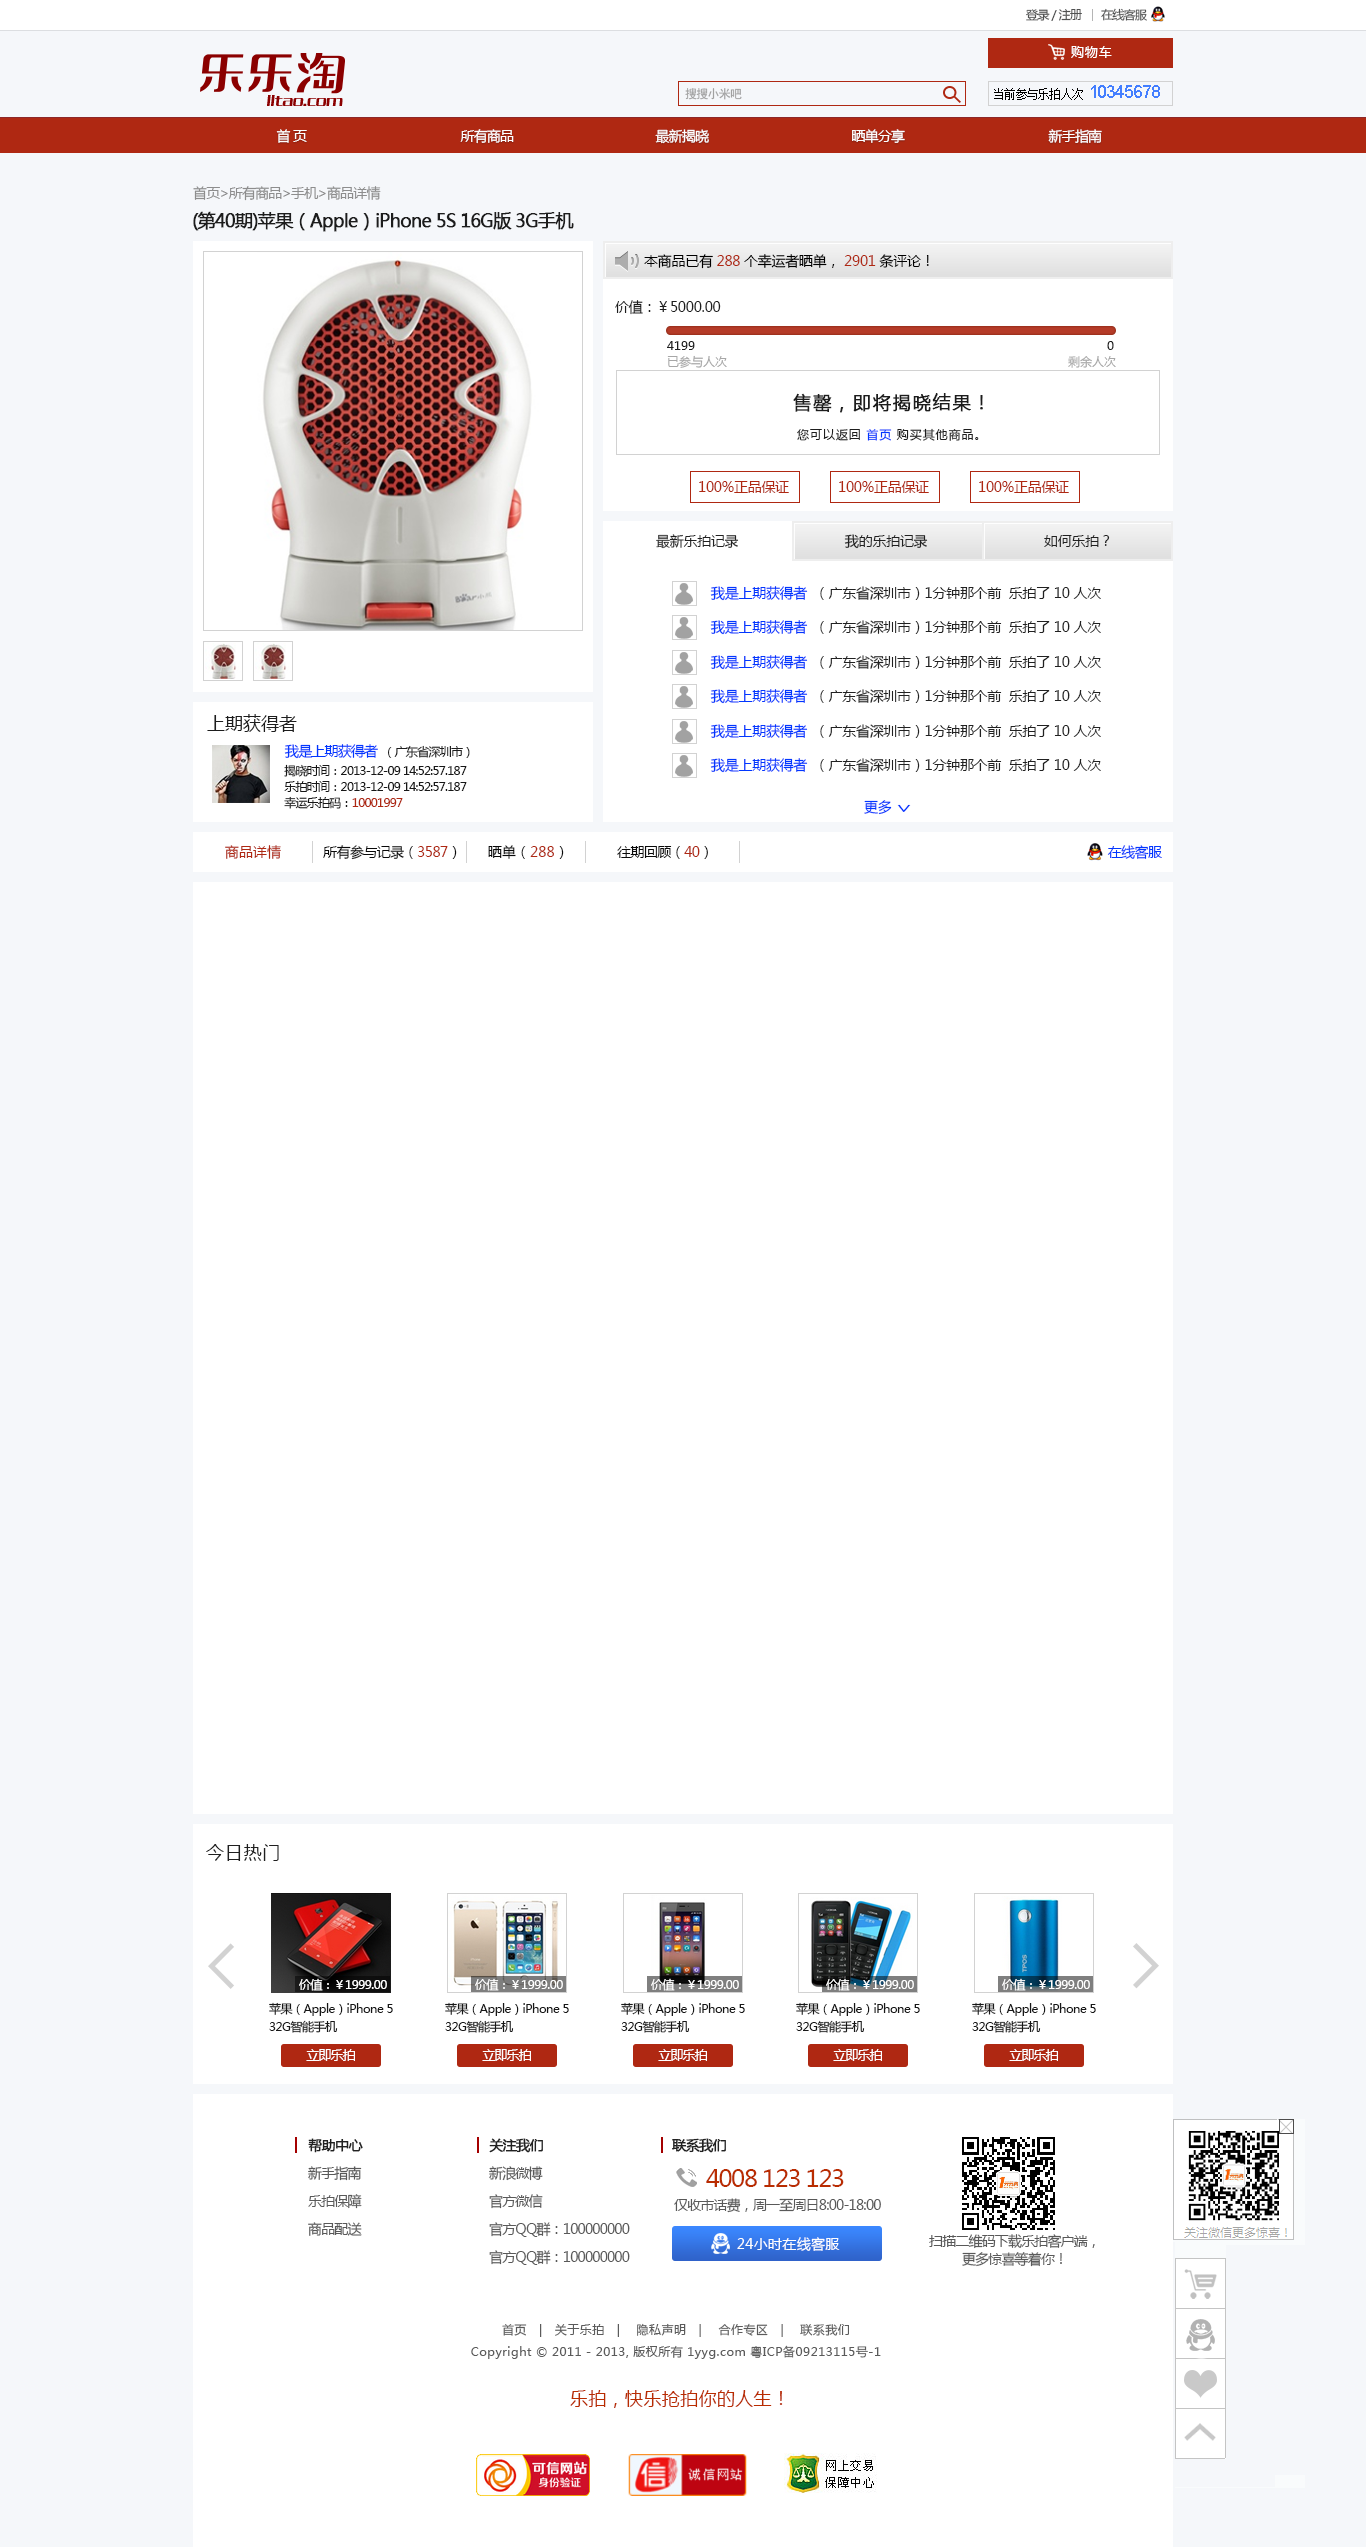 登录 / 注册 | 在线客服
乐乐淘
lltao.com
购物车
搜搜小米吧
当前参与乐拍人次 10345678
首 页 所有商品 最新揭晓 晒单分享 新手指南
首页>所有商品>手机>商品详情
(第40期)苹果（Apple）iPhone 5S 16G版 3G手机
本商品已有 288 个幸运者晒单， 2901 条评论！
价值：￥5000.00
4199 0
已参与人次 剩余人次
售罄，即将揭晓结果！
您可以返回 首页 购买其他商品。
100%正品保证 100%正品保证 100%正品保证
最新乐拍记录 我的乐拍记录 如何乐拍？
我是上期获得者 （广东省深圳市）1分钟那个前 乐拍了 10 人次
我是上期获得者 （广东省深圳市）1分钟那个前 乐拍了 10 人次
我是上期获得者 （广东省深圳市）1分钟那个前 乐拍了 10 人次
我是上期获得者 （广东省深圳市）1分钟那个前 乐拍了 10 人次
我是上期获得者 （广东省深圳市）1分钟那个前 乐拍了 10 人次
我是上期获得者 （广东省深圳市）1分钟那个前 乐拍了 10 人次
更多
上期获得者
我是上期获得者 （广东省深圳市）
揭晓时间：2013-12-09 14:52:57.187
乐拍时间：2013-12-09 14:52:57.187
幸运乐拍码：10001997
商品详情 所有参与记录（3587） 晒单（288） 往期回顾（40） 在线客服
今日热门
价值：￥1999.00 价值：￥1999.00 价值：￥1999.00 价值：￥1999.00 价值：￥1999.00
苹果（Apple）iPhone 5 苹果（Apple）iPhone 5 苹果（Apple）iPhone 5 苹果（Apple）iPhone 5 苹果（Apple）iPhone 5
32G智能手机 32G智能手机 32G智能手机 32G智能手机 32G智能手机
立即乐拍 立即乐拍 立即乐拍 立即乐拍 立即乐拍
帮助中心
新手指南
乐拍保障
商品配送
关注我们
新浪微博
官方微信
官方QQ群：100000000
官方QQ群：100000000
联系我们
4008 123 123
仅收市话费，周一至周日8:00-18:00
24小时在线客服
扫描二维码下载乐拍客户端，
更多惊喜等着你！
关注微信更多惊喜！
首页 | 关于乐拍 | 隐私声明 | 合作专区 | 联系我们
Copyright © 2011 - 2013, 版权所有 1yyg.com 粤ICP备09213115号-1
乐拍，快乐抢拍你的人生！
可信网站
身份验证
信 诚信网站
网上交易
保障中心